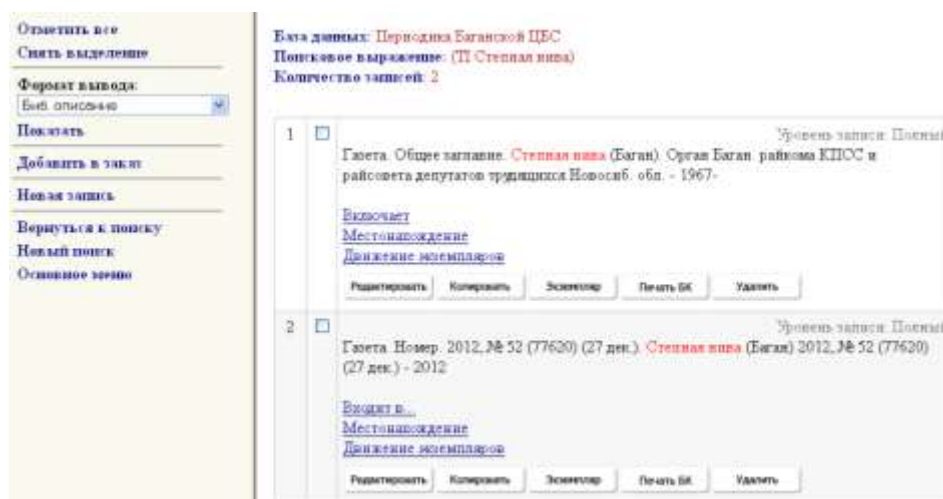 Отметить все
Снять выделение
Формат вывода:
Биб. описание
Показать
Добавить в заказ
Новая запись
Вернуться к поиску
Новый поиск
Основное меню
База данных: Периодика Баганской ЦБС
Поисковое выражение: (TI Степная нива)
Количество записей: 2
1
Уровень записи: Полный
Газета. Общее заглавие. Степная нива (Баган). Орган Баган. райкома КПСС и
райсовета депутатов трудящихся Новосиб. обл. - 1967-
Включает
Местонахождение
Движение экземпляров
Редактировать Копировать Экземпляр Печать БК Удалить
2
Уровень записи: Полный
Газета. Номер. 2012, № 52 (77620) (27 дек.). Степная нива (Баган) 2012, № 52 (77620)
(27 дек.) - 2012
Входит в...
Местонахождение
Движение экземпляров
Редактировать Копировать Экземпляр Печать БК Удалить